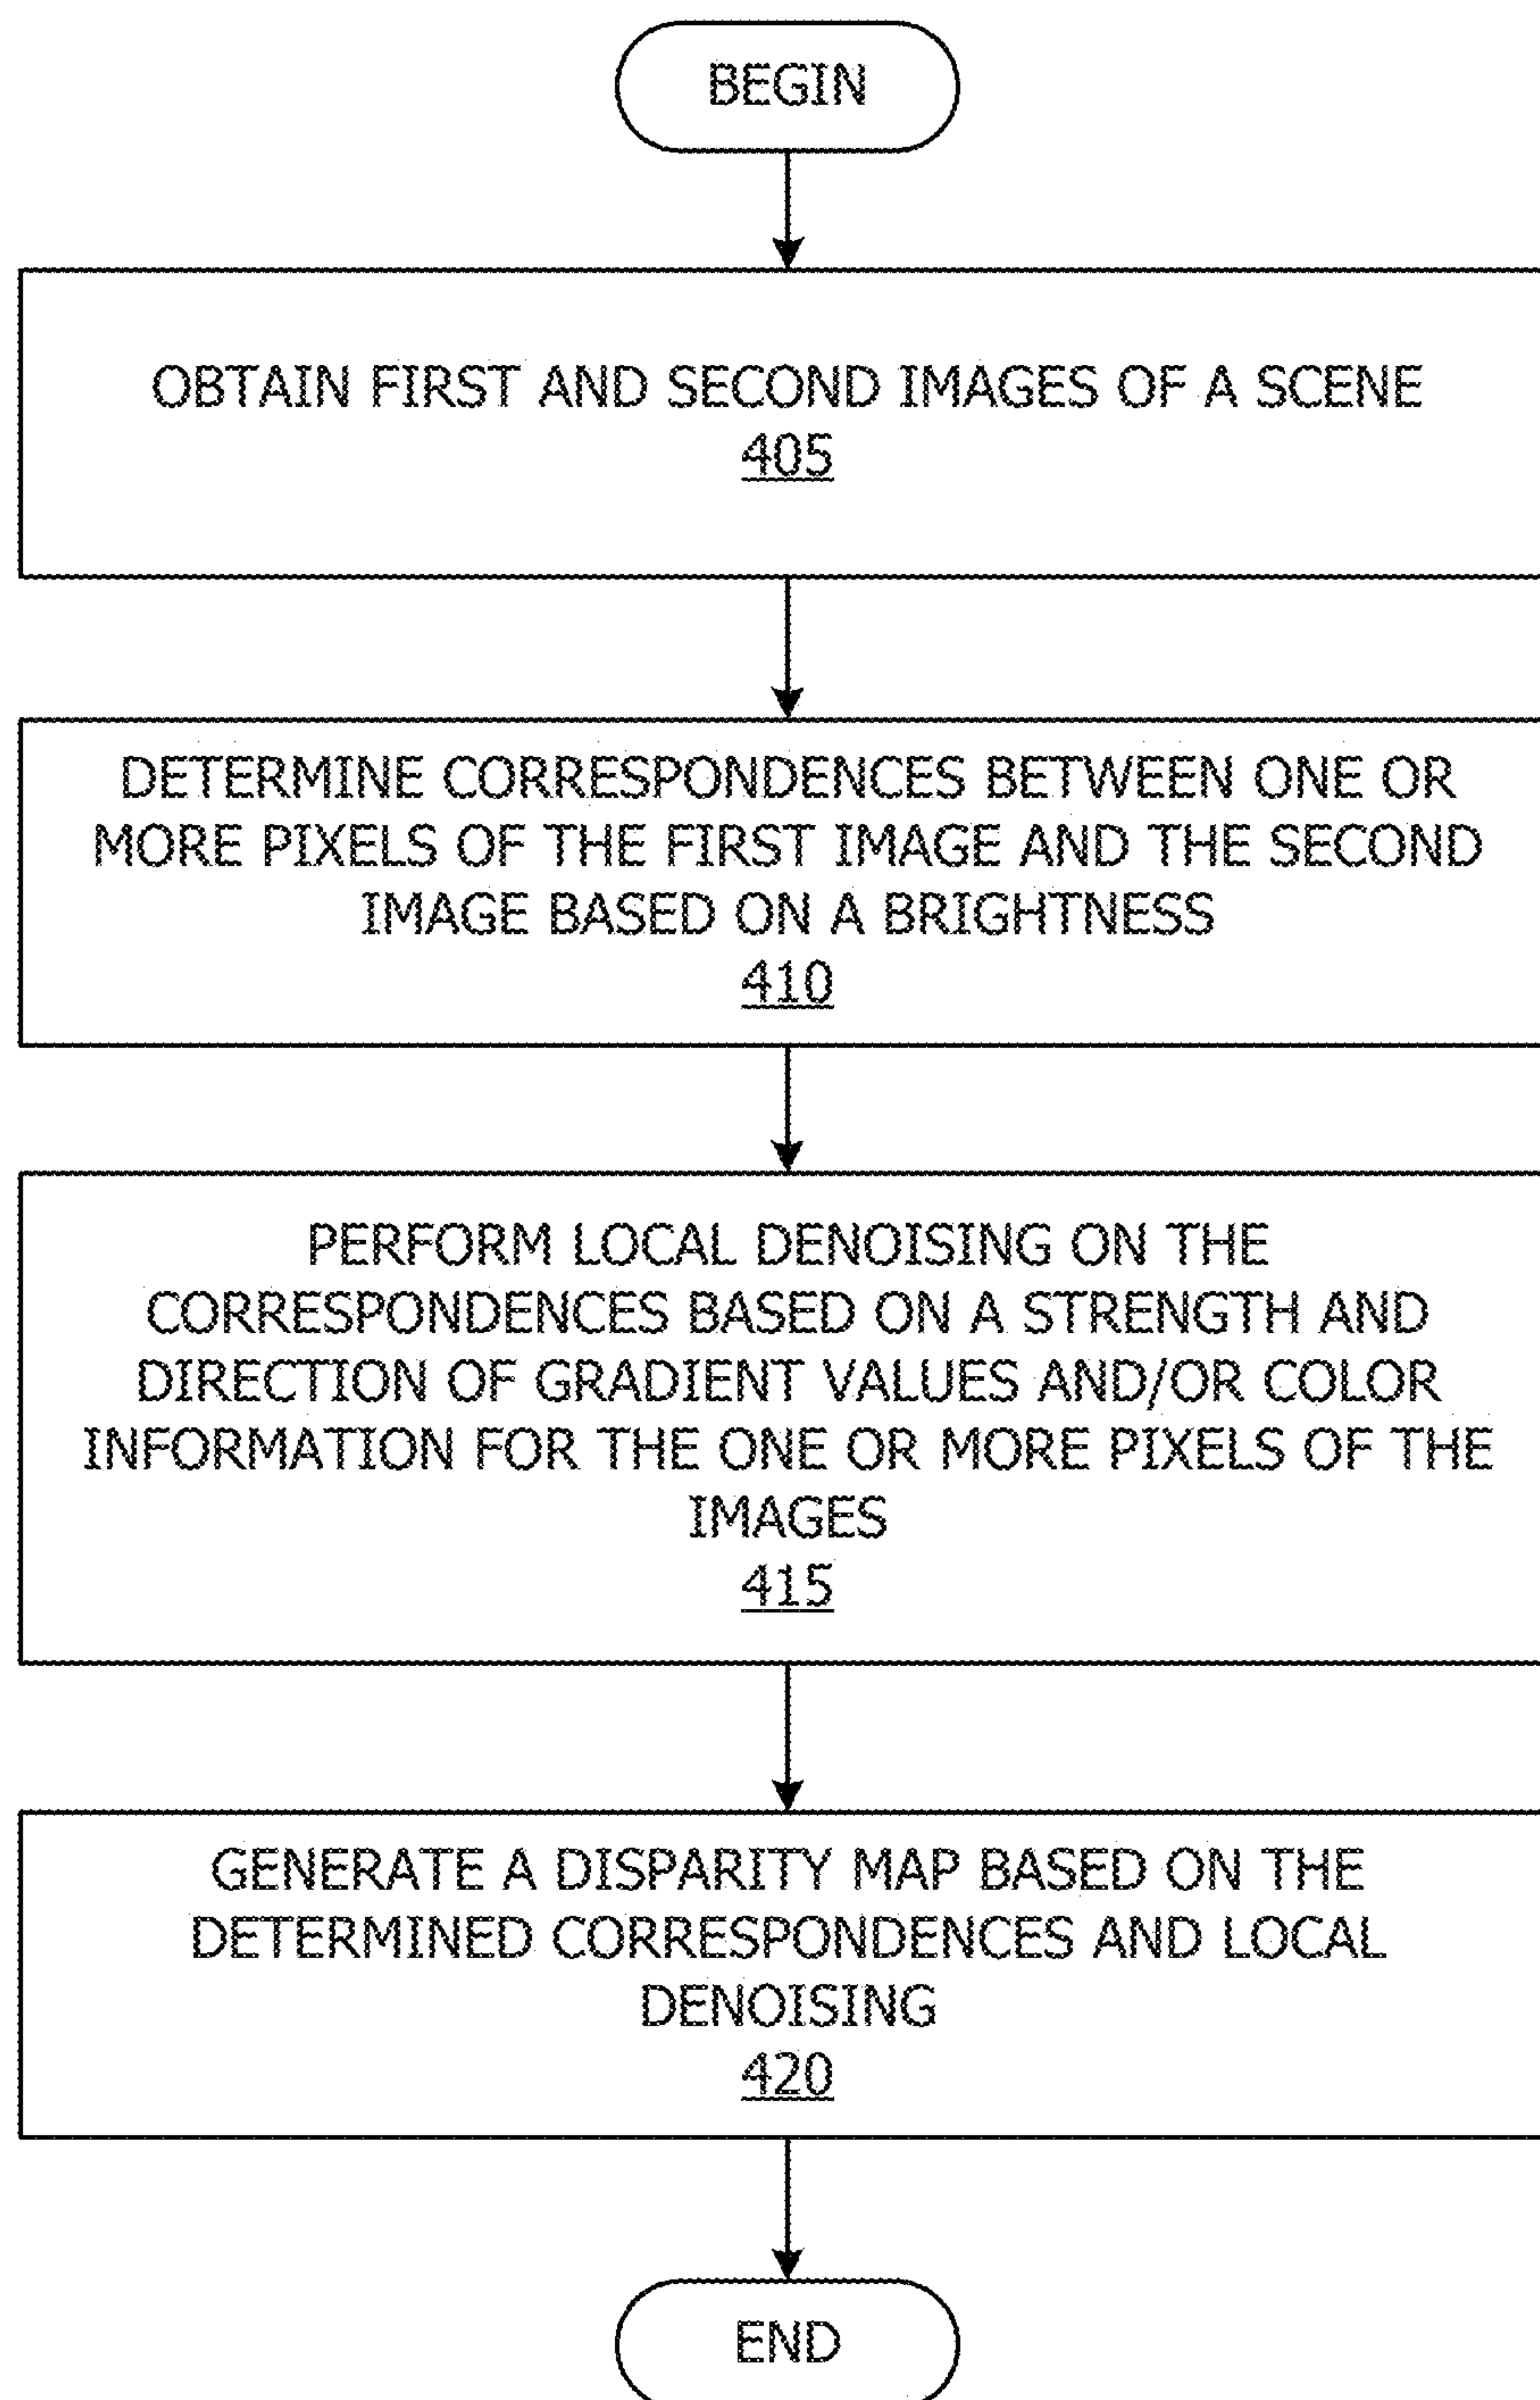 BEGIN
OBTAIN FIRST AND SECOND IMAGES OF A SCENE
405
DETERMINE CORRESPONDENCES BETWEEN ONE OR
MORE PIXELS OF THE FIRST IMAGE AND THE SECOND
IMAGE BASED ON A BRIGHTNESS
410
PERFORM LOCAL DENOISING ON THE
CORRESPONDENCES BASED ON A STRENGTH AND
DIRECTION OF GRADIENT VALUES AND/OR COLOR
INFORMATION FOR THE ONE OR MORE PIXELS OF THE
IMAGES
415
GENERATE A DISPARITY MAP BASED ON THE
DETERMINED CORRESPONDENCES AND LOCAL
DENOISING
420
END